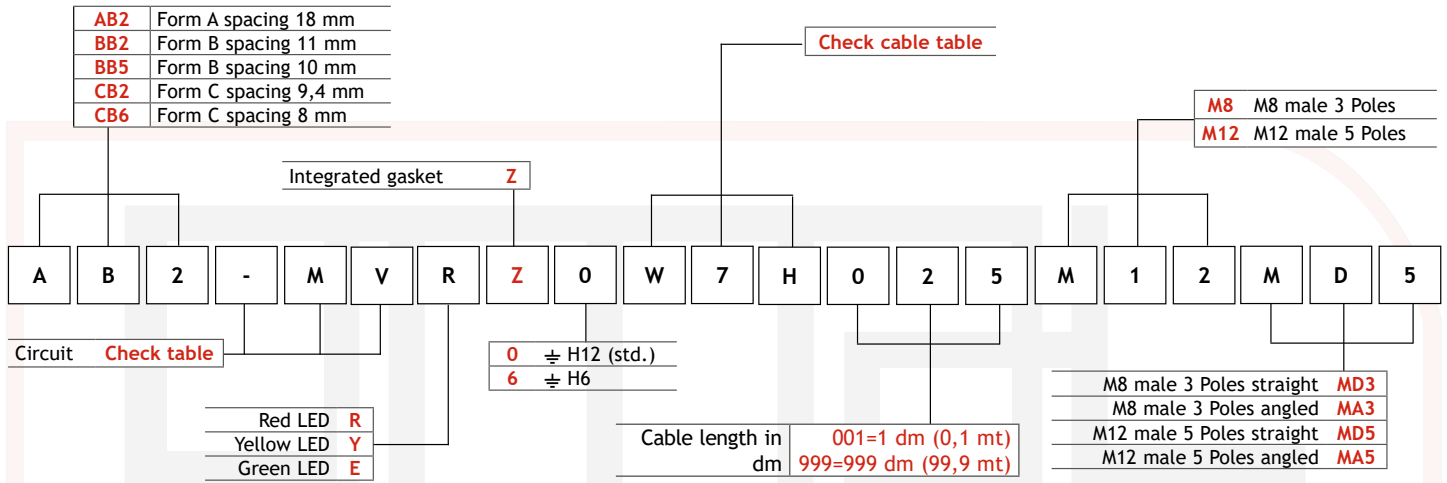 AB2 Form A spacing 18 mm
BB2 Form B spacing 11 mm
BB5 Form B spacing 10 mm
CB2 Form C spacing 9,4 mm
CB6 Form C spacing 8 mm
Check cable table
M8 M8 male 3 Poles
M12 M12 male 5 Poles
Integrated gasket Z
A B 2 - M V R Z 0 W 7 H 0 2 5 M 1 2 M D 5
Circuit Check table
0 ⏚ H12 (std.)
6 ⏚ H6
Red LED R
Yellow LED Y
Green LED E
Cable length in 001=1 dm (0,1 mt)
dm 999=999 dm (99,9 mt)
M8 male 3 Poles straight MD3
M8 male 3 Poles angled MA3
M12 male 5 Poles straight MD5
M12 male 5 Poles angled MA5